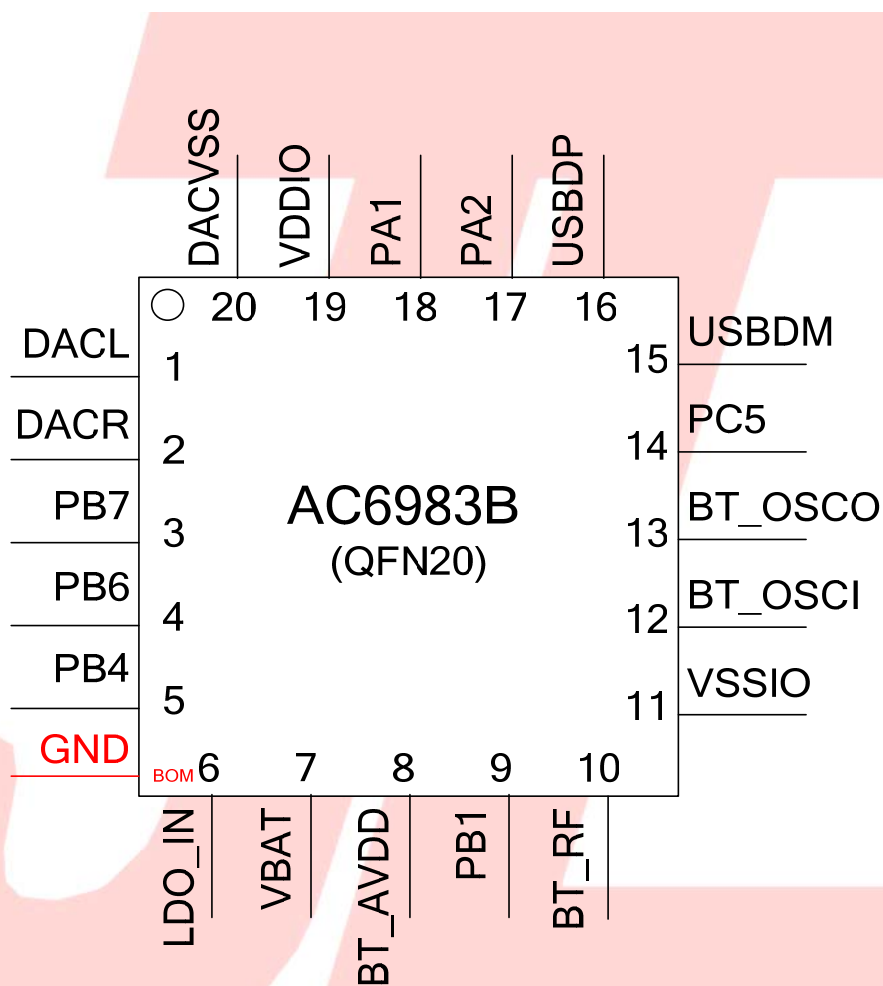 DACVSS
VDDIO
PA1
PA2
USBDP
20
19
18
17
16
DACL
1
DACR
2
PB7
3
PB6
4
PB4
5
GND
BOM
AC6983B
(QFN20)
15
USBDM
14
PC5
13
BT_OSCO
12
BT_OSCI
11
VSSIO
6
7
8
9
10
LDO_IN
VBAT
BT_AVDD
PB1
BT_RF